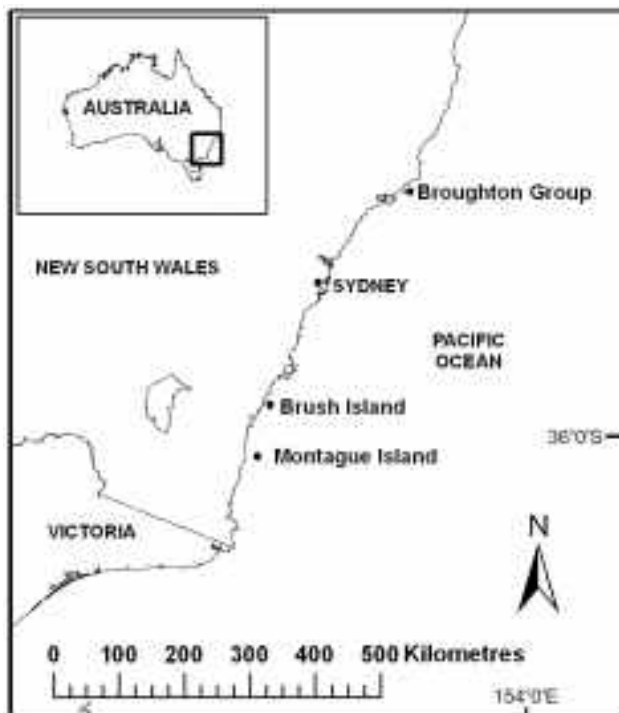 AUSTRALIA
Broughton Group
NEW SOUTH WALES
SYDNEY
PACIFIC
OCEAN
Brush Island
36°0'S
Montague Island
VICTORIA
N
0 100 200 300 400 500 Kilometres
154°0'E